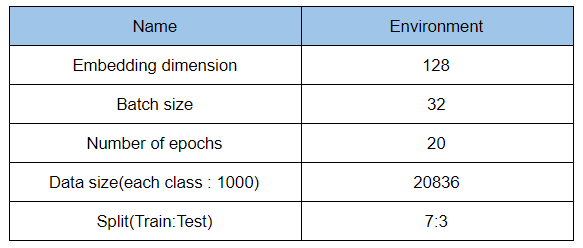 Name Environment
Embedding dimension 128
Batch size 32
Number of epochs 20
Data size(each class : 1000) 20836
Split(Train:Test) 7:3